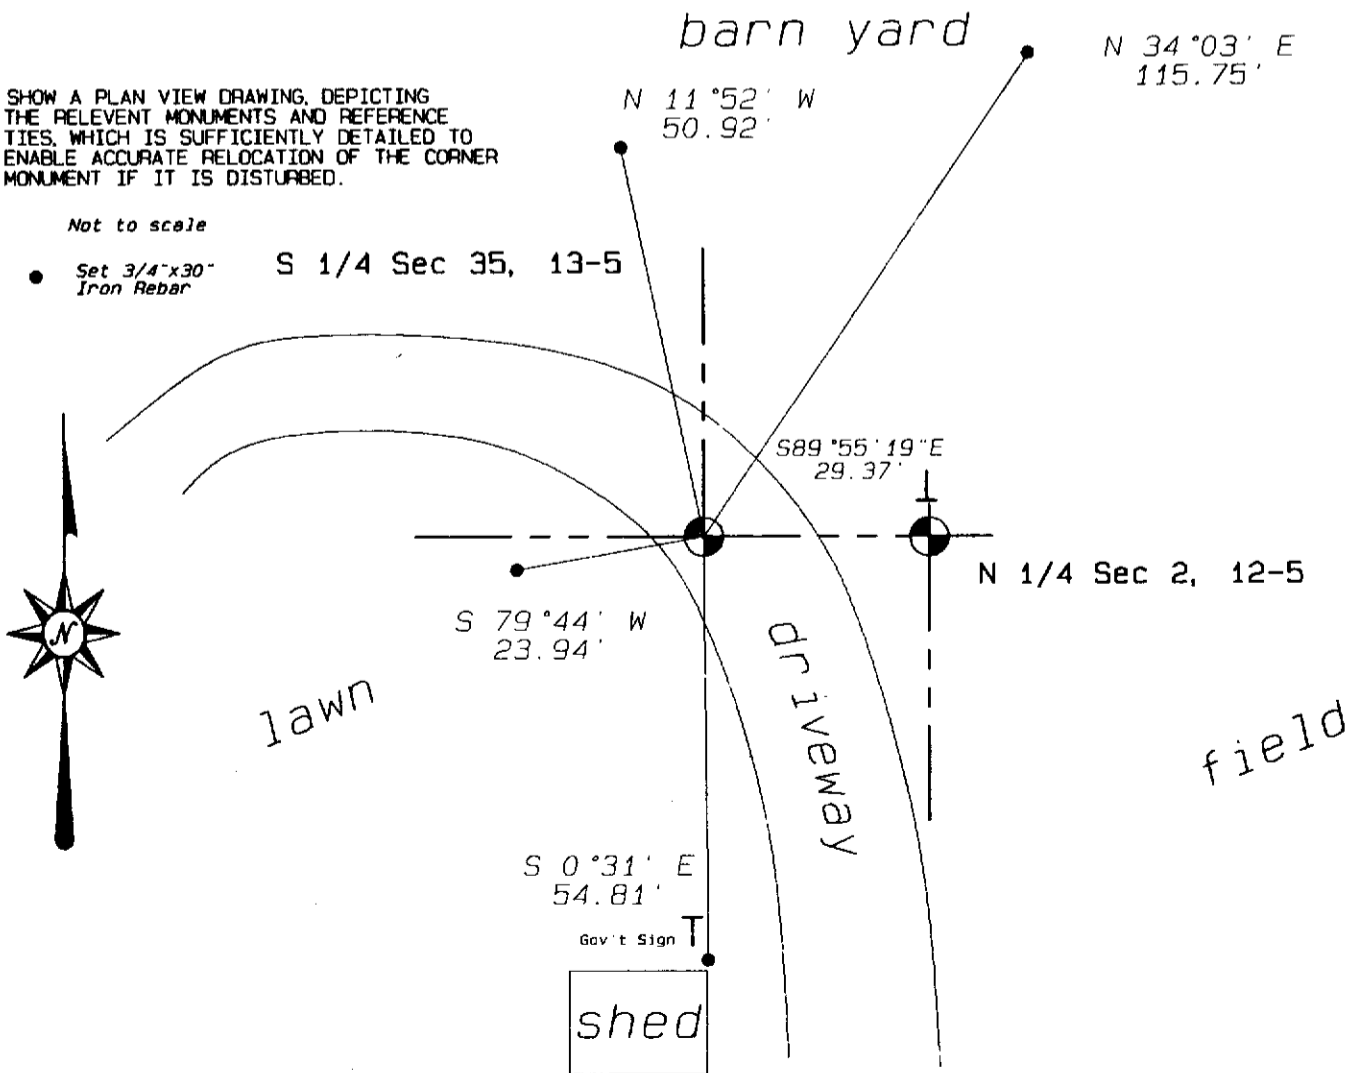 barn yard
N 34°03' E
115.75'
SHOW A PLAN VIEW DRAWING, DEPICTING
THE RELEVENT MONUMENTS AND REFERENCE
TIES, WHICH IS SUFFICIENTLY DETAILED TO
ENABLE ACCURATE RELOCATION OF THE CORNER
MONUMENT IF IT IS DISTURBED.
N 11°52' W
50.92'
Not to scale
Set 3/4"x30"
Iron Rebar
S 1/4 Sec 35, 13-5
S89°55'19"E
29.37'
N 1/4 Sec 2, 12-5
N
S 79°44' W
23.94'
lawn
driveway
field
S 0°31' E
54.81'
Gov't Sign
shed